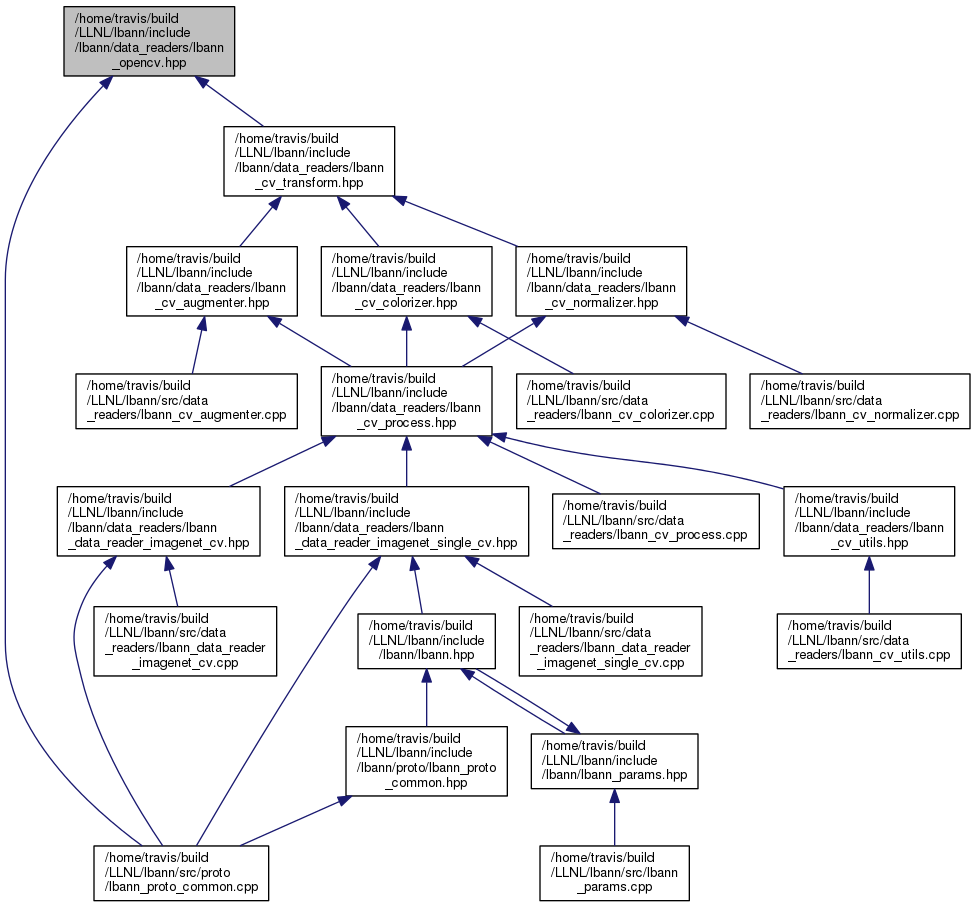 /home/travis/build
/LLNL/lbann/include
/lbann/data_readers/lbann
_opencv.hpp
/home/travis/build
/LLNL/lbann/include
/lbann/data_readers/lbann
_cv_transform.hpp
/home/travis/build
/LLNL/lbann/include
/lbann/data_readers/lbann
_cv_augmenter.hpp
/home/travis/build
/LLNL/lbann/include
/lbann/data_readers/lbann
_cv_colorizer.hpp
/home/travis/build
/LLNL/lbann/include
/lbann/data_readers/lbann
_cv_normalizer.hpp
/home/travis/build
/LLNL/lbann/src/data
_readers/lbann_cv_augmenter.cpp
/home/travis/build
/LLNL/lbann/include
/lbann/data_readers/lbann
_cv_process.hpp
/home/travis/build
/LLNL/lbann/src/data
_readers/lbann_cv_colorizer.cpp
/home/travis/build
/LLNL/lbann/src/data
_readers/lbann_cv_normalizer.cpp
/home/travis/build
/LLNL/lbann/include
/lbann/data_readers/lbann
_data_reader_imagenet_cv.hpp
/home/travis/build
/LLNL/lbann/include
/lbann/data_readers/lbann
_data_reader_imagenet_single_cv.hpp
/home/travis/build
/LLNL/lbann/src/data
_readers/lbann_cv_process.cpp
/home/travis/build
/LLNL/lbann/include
/lbann/data_readers/lbann
_cv_utils.hpp
/home/travis/build
/LLNL/lbann/src/data
_readers/lbann_data_reader
_imagenet_cv.cpp
/home/travis/build
/LLNL/lbann/include
/lbann/lbann.hpp
/home/travis/build
/LLNL/lbann/src/data
_readers/lbann_data_reader
_imagenet_single_cv.cpp
/home/travis/build
/LLNL/lbann/src/data
_readers/lbann_cv_utils.cpp
/home/travis/build
/LLNL/lbann/include
/lbann/proto/lbann_proto
_common.hpp
/home/travis/build
/LLNL/lbann/include
/lbann/lbann_params.hpp
/home/travis/build
/LLNL/lbann/src/proto
/lbann_proto_common.cpp
/home/travis/build
/LLNL/lbann/src/lbann
_params.cpp